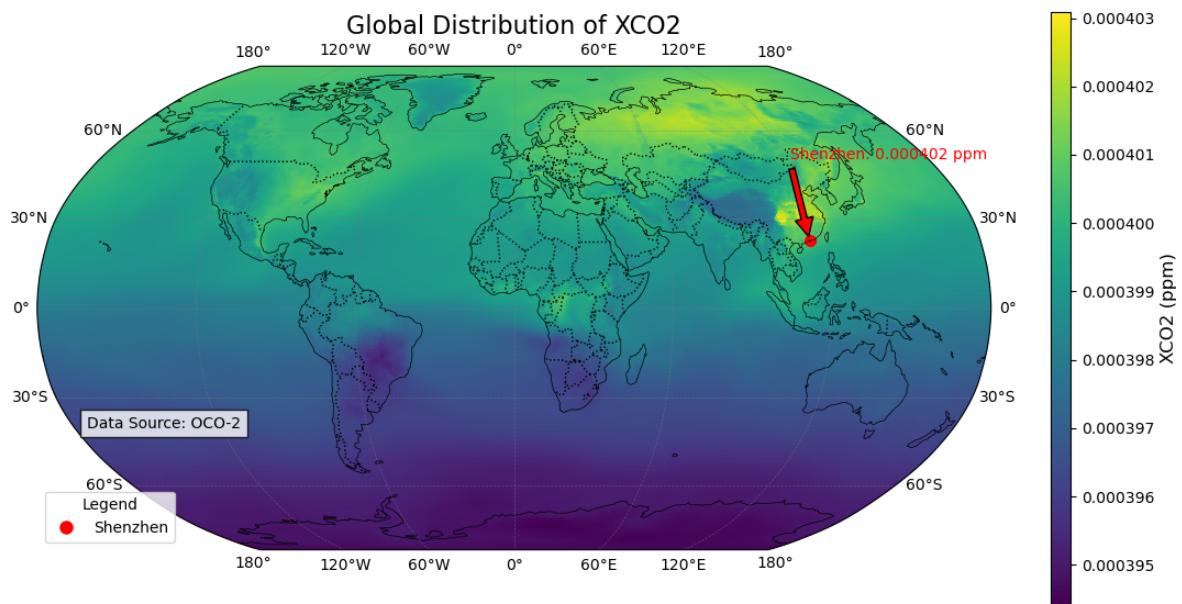 Global Distribution of XCO2
180° 120°W 60°W 0° 60°E 120°E 180°
60°N 60°N
Shenzhen: 0.000402 ppm
30°N 30°N
0° 0°
30°S 30°S
Data Source: OCO-2
60°S 60°S
Legend
Shenzhen
180° 120°W 60°W 0° 60°E 120°E 180°
0.000403
0.000402
0.000401
0.000400
0.000399
0.000398
0.000397
0.000396
0.000395
XCO2 (ppm)